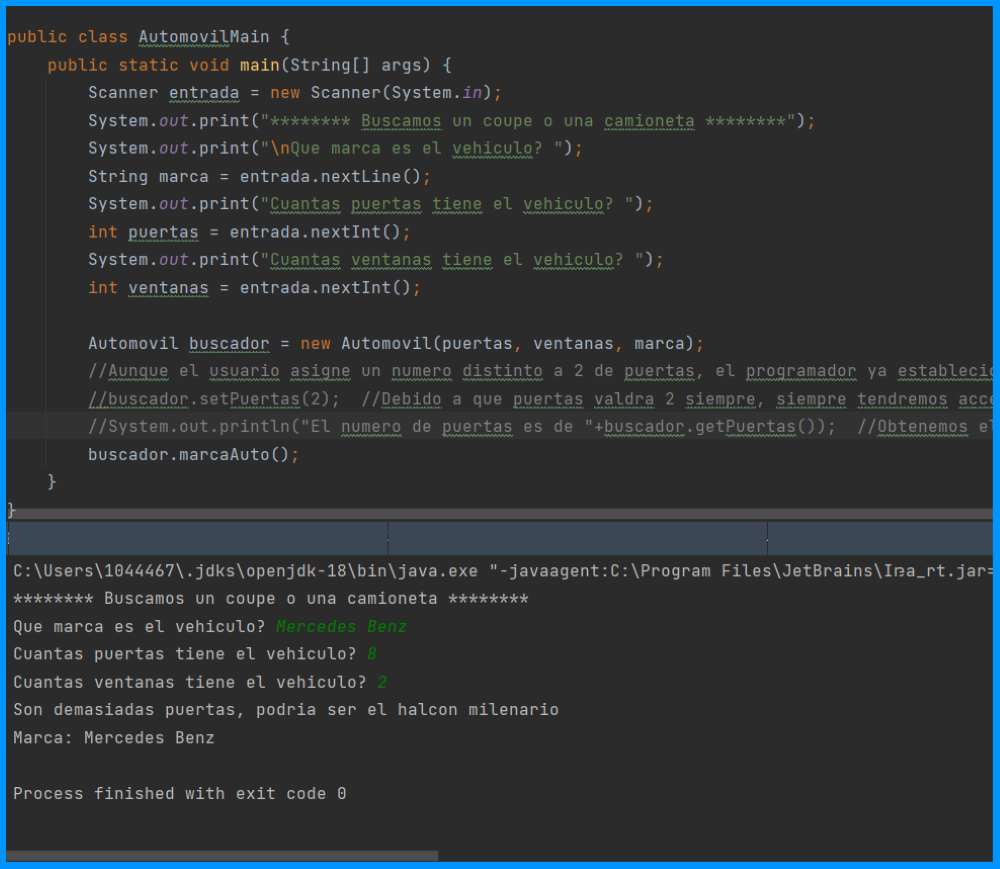 public class AutomovilMain {
public static void main(String[] args) {
Scanner entrada = new Scanner(System.in);
System.out.print("******** Buscamos un coupe o una camioneta ********");
System.out.print("\nQue marca es el vehiculo? ");
String marca = entrada.nextLine();
System.out.print("Cuantas puertas tiene el vehiculo? ");
int puertas = entrada.nextInt();
System.out.print("Cuantas ventanas tiene el vehiculo? ");
int ventanas = entrada.nextInt();
Automovil buscador = new Automovil(puertas, ventanas, marca);
//Aunque el usuario asigne un numero distinto a 2 de puertas, el programador ya establecio
//buscador.setPuertas(2);  //Debido a que puertas valdra 2 siempre, siempre tendremos acce
//System.out.println("El numero de puertas es de "+buscador.getPuertas());  //Obtenemos el
buscador.marcaAuto();
}
}
C:\Users\1044467\.jdks\openjdk-18\bin\java.exe "-javaagent:C:\Program Files\JetBrains\
******** Buscamos un coupe o una camioneta ********
Que marca es el vehiculo? Mercedes Benz
Cuantas puertas tiene el vehiculo? 8
Cuantas ventanas tiene el vehiculo? 2
Son demasiadas puertas, podria ser el halcon milenario
Marca: Mercedes Benz
Process finished with exit code 0